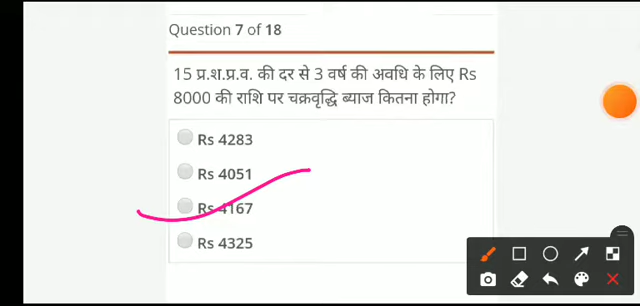 Question 7 of 18
15 प्र.श.प्र.व. की दर से 3 वर्ष की अवधि के लिए Rs
8000 की राशि पर चक्रवृद्धि ब्याज कितना होगा?
Rs 4283
Rs 4051
Rs 4167
Rs 4325